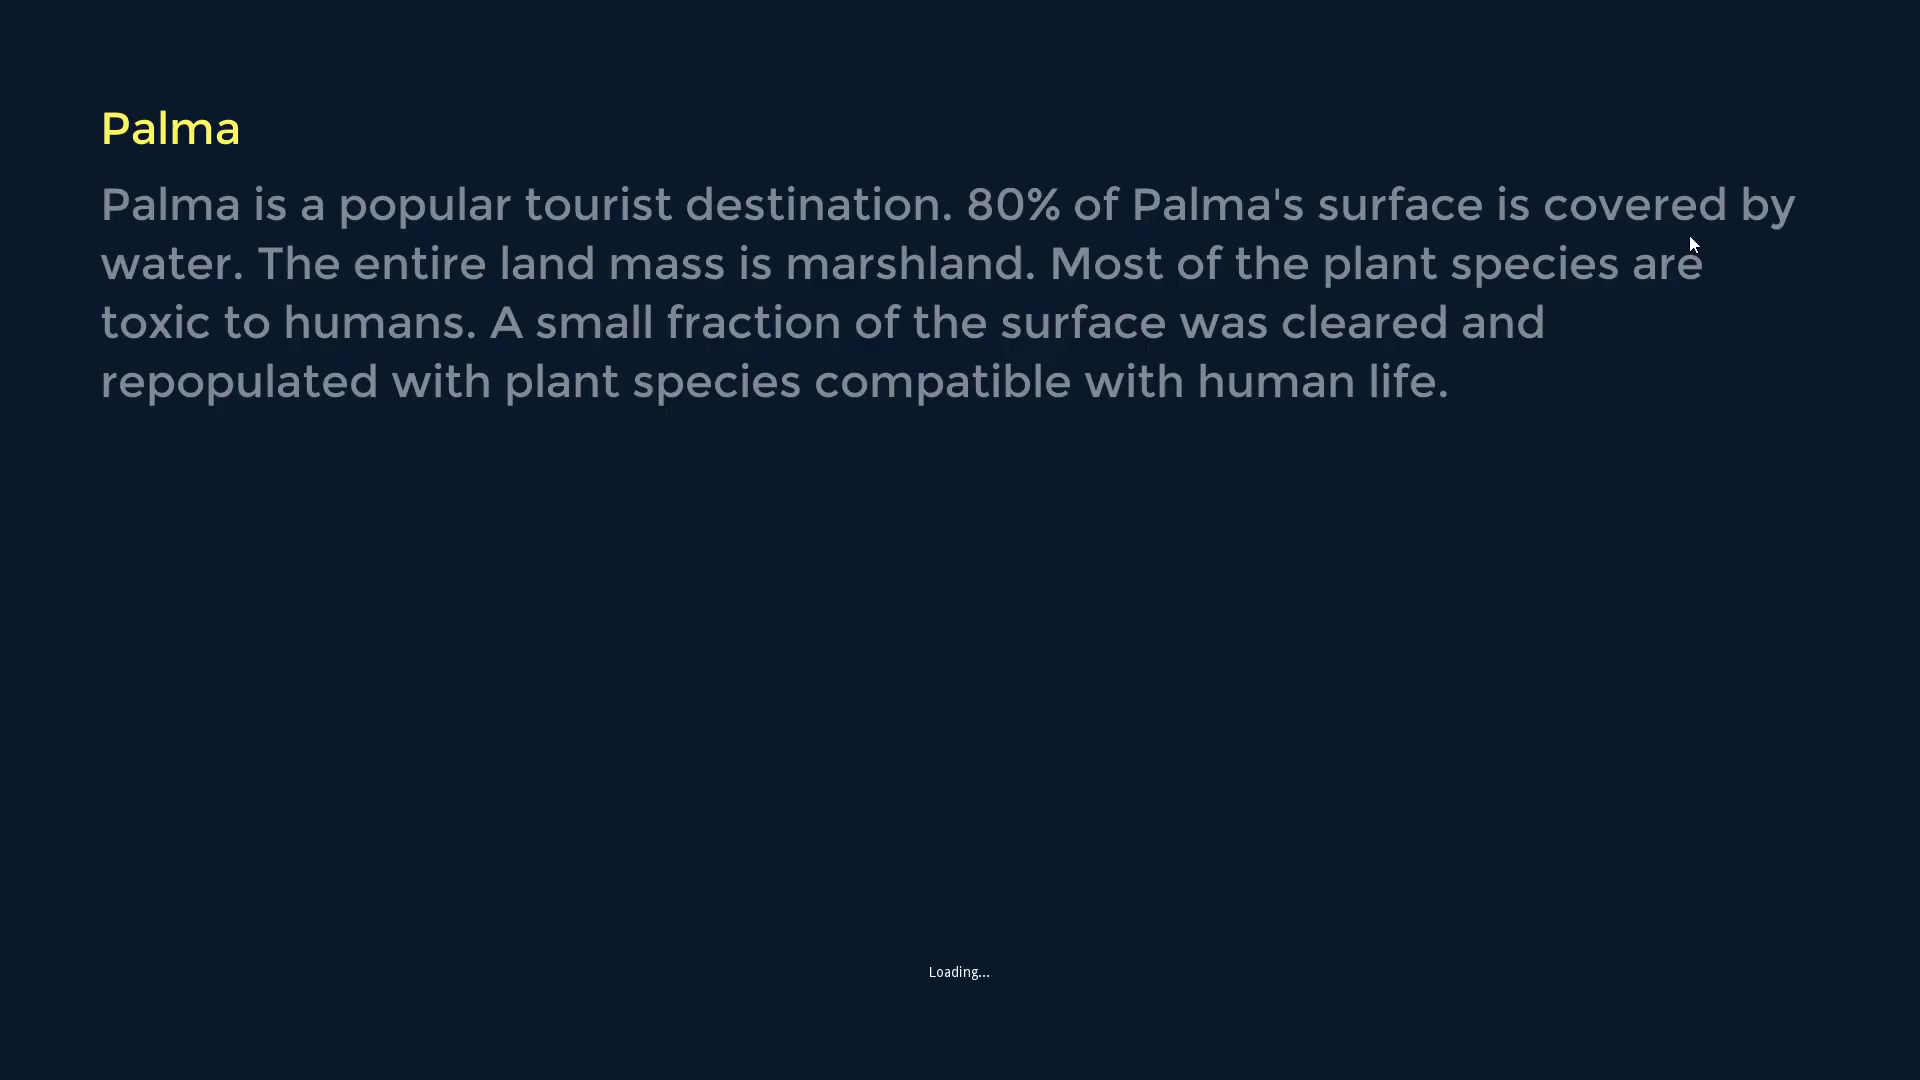 Palma
Palma is a popular tourist destination. 80% of Palma's surface is covered by
water. The entire land mass is marshland. Most of the plant species are
toxic to humans. A small fraction of the surface was cleared and
repopulated with plant species compatible with human life.
Loading...